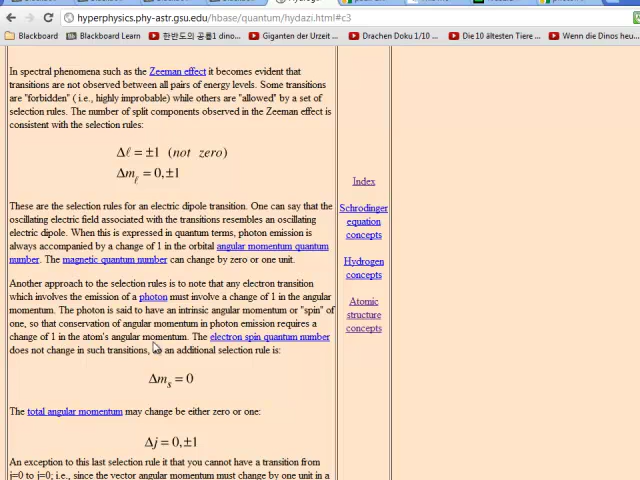 hyperphysics.phy-astr.gsu.edu/hbase/quantum/hydazi.html#c3
Blackboard Blackboard Learn 한반도의 공룡1 dino... Giganten der Urzeit ... Drachen Doku 1/10 ... Die 10 ältesten Tiere ... Wenn die Dinos heu
In spectral phenomena such as the Zeeman effect it becomes evident that
transitions are not observed between all pairs of energy levels. Some transitions
are "forbidden" ( i.e., highly improbable) while others are "allowed" by a set of
selection rules. The number of split components observed in the Zeeman effect is
consistent with the selection rules:
Δℓ = ±1 (not zero)
Δmℓ = 0,±1
These are the selection rules for an electric dipole transition. One can say that the
oscillating electric field associated with the transitions resembles an oscillating
electric dipole. When this is expressed in quantum terms, photon emission is
always accompanied by a change of 1 in the orbital angular momentum quantum
number. The magnetic quantum number can change by zero or one unit.
Another approach to the selection rules is to note that any electron transition
which involves the emission of a photon must involve a change of 1 in the angular
momentum. The photon is said to have an intrinsic angular momentum or "spin" of
one, so that conservation of angular momentum in photon emission requires a
change of 1 in the atom's angular momentum. The electron spin quantum number
does not change in such transitions, so an additional selection rule is:
Δms = 0
The total angular momentum may change be either zero or one:
Δj = 0,±1
An exception to this last selection rule it that you cannot have a transition from
j=0 to j=0; i.e., since the vector angular momentum must change by one unit in a
Index
Schrodinger
equation
concepts
Hydrogen
concepts
Atomic
structure
concepts